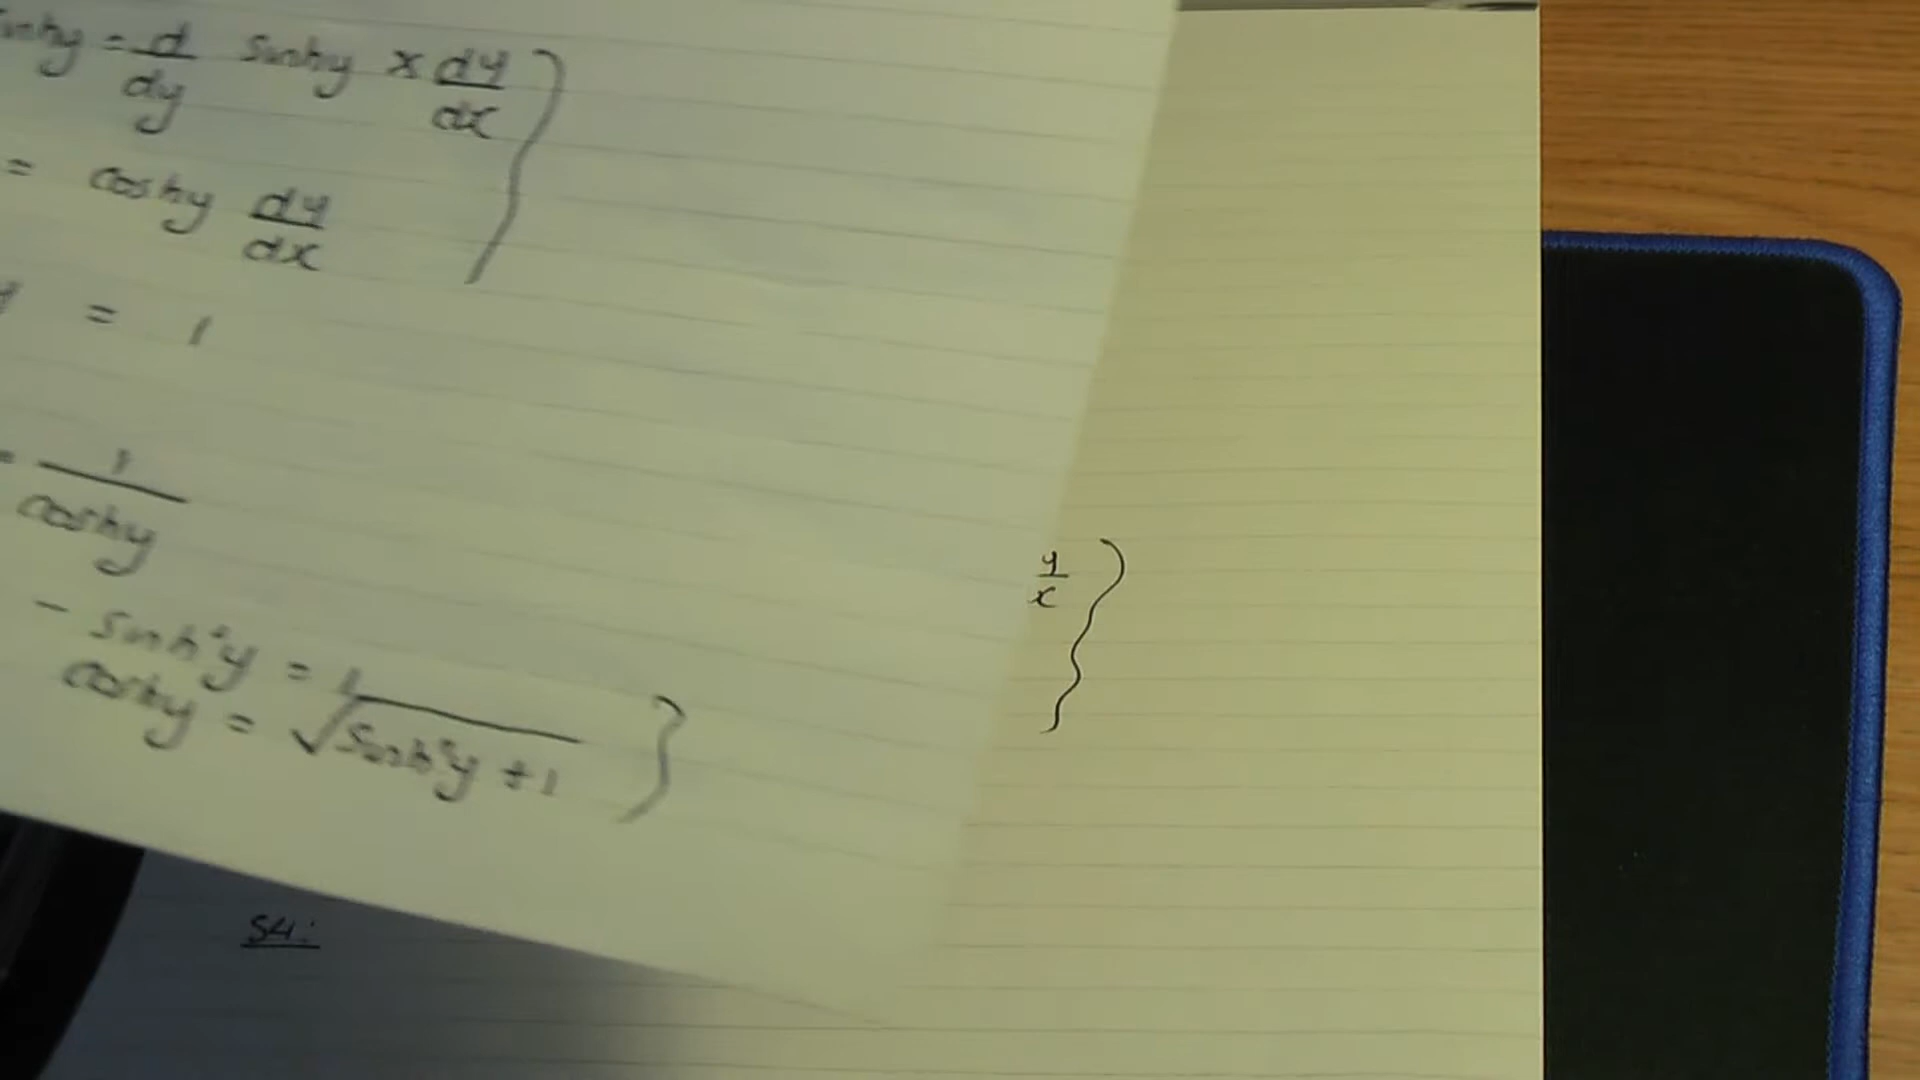 sinhy = d/dy sinhy x dy/dx
= coshy dy/dx
y = 1
= 1/coshy
- sinh²y = 1
coshy = √(sinh²y + 1)
y/x
S4: